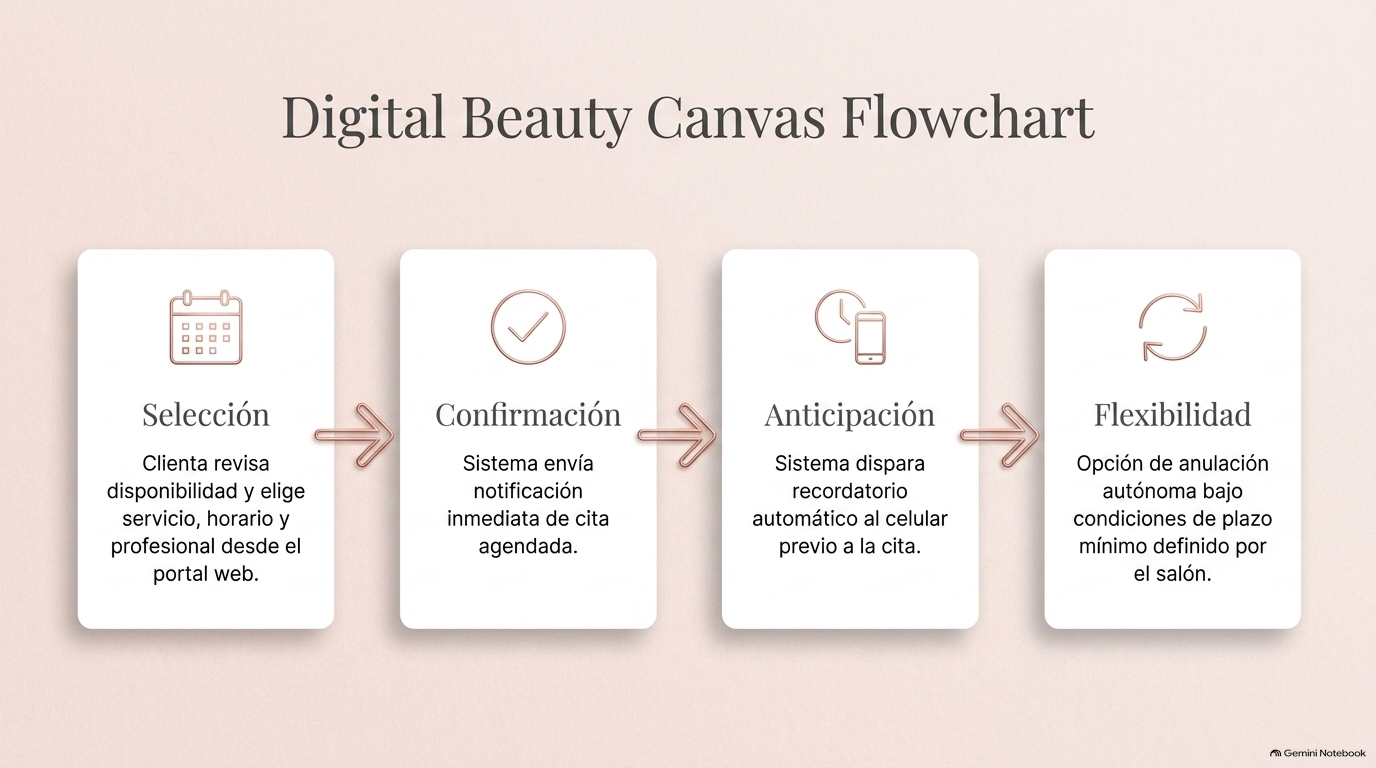 Digital Beauty Canvas Flowchart
Selección
Clienta revisa
disponibilidad y elige
servicio, horario y
profesional desde el
portal web.
Confirmación
Sistema envía
notificación
inmediata de cita
agendada.
Anticipación
Sistema dispara
recordatorio
automático al celular
previo a la cita.
Flexibilidad
Opción de anulación
autónoma bajo
condiciones de plazo
mínimo definido por
el salón.
Gemini Notebook